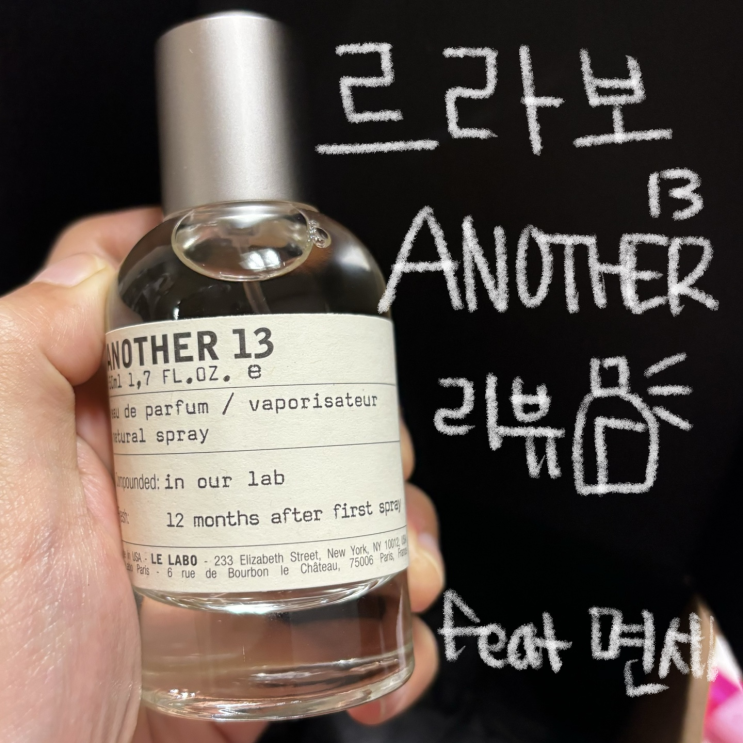 르라보
13
ANOTHER
리뷰
feat 면세
ANOTHER 13
50ml 1,7 FL.OZ. e
eau de parfum / vaporisateur
natural spray
compounded: in our lab
12 months after first spray
LE LABO - 233 Elizabeth Street, New York, NY 10012, USA
Paris - 6 rue de Bourbon le Château, 75006 Paris, France